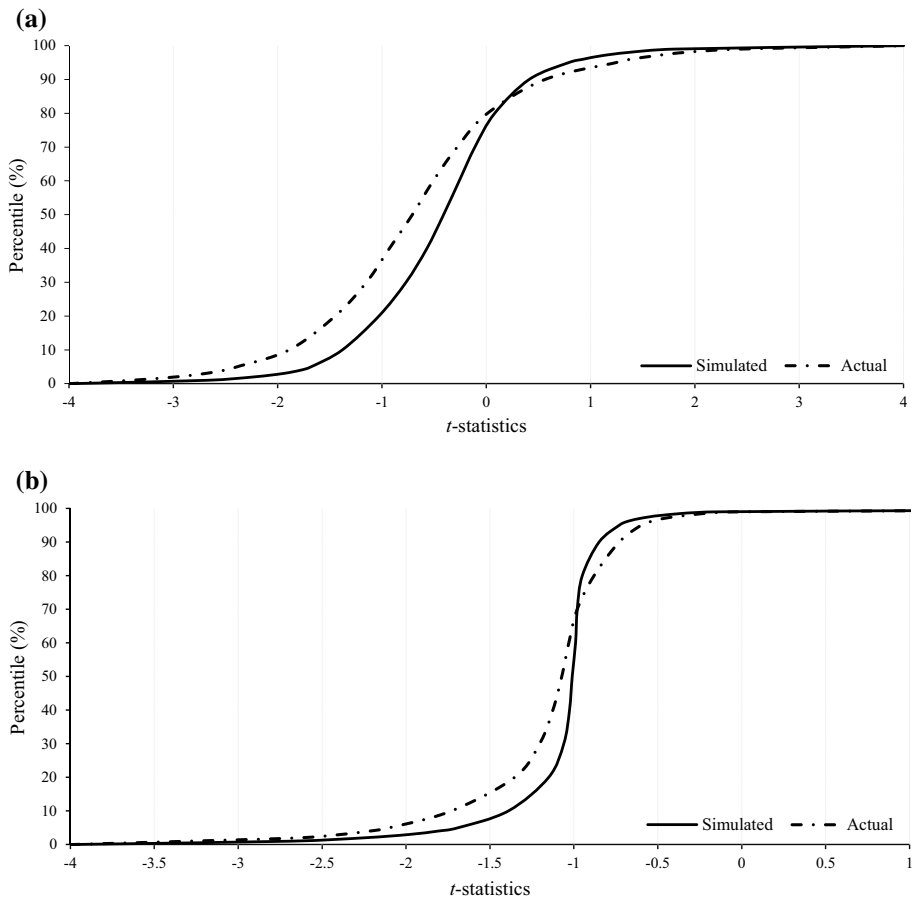 (a)
100
90
80
70
60
50
40
30
20
10
0
Percentile (%)
-4 -3 -2 -1 0 1 2 3 4
t-statistics
Simulated Actual
(b)
100
90
80
70
60
50
40
30
20
10
0
Percentile (%)
-4 -3.5 -3 -2.5 -2 -1.5 -1 -0.5 0 0.5 1
t-statistics
Simulated Actual